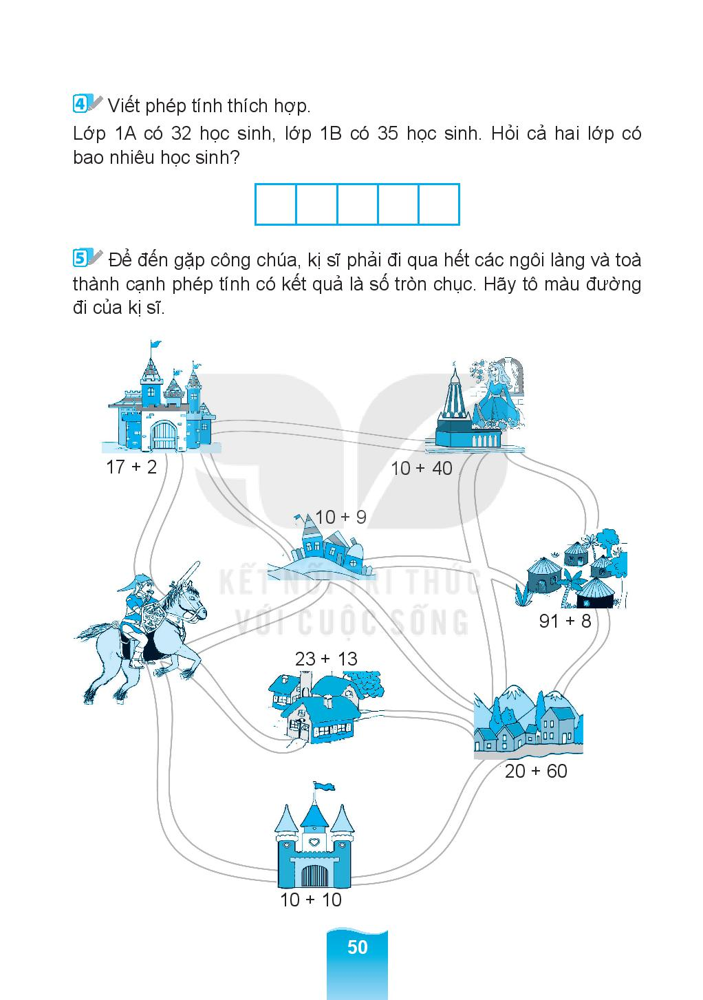 4 Viết phép tính thích hợp.
Lớp 1A có 32 học sinh, lớp 1B có 35 học sinh. Hỏi cả hai lớp có
bao nhiêu học sinh?
5 Để đến gặp công chúa, kị sĩ phải đi qua hết các ngôi làng và toà
thành cạnh phép tính có kết quả là số tròn chục. Hãy tô màu đường
đi của kị sĩ.
17 + 2
10 + 40
10 + 9
KẾT NỐI TRI THỨC
VỚI CUỘC SỐNG
91 + 8
23 + 13
20 + 60
10 + 10
50